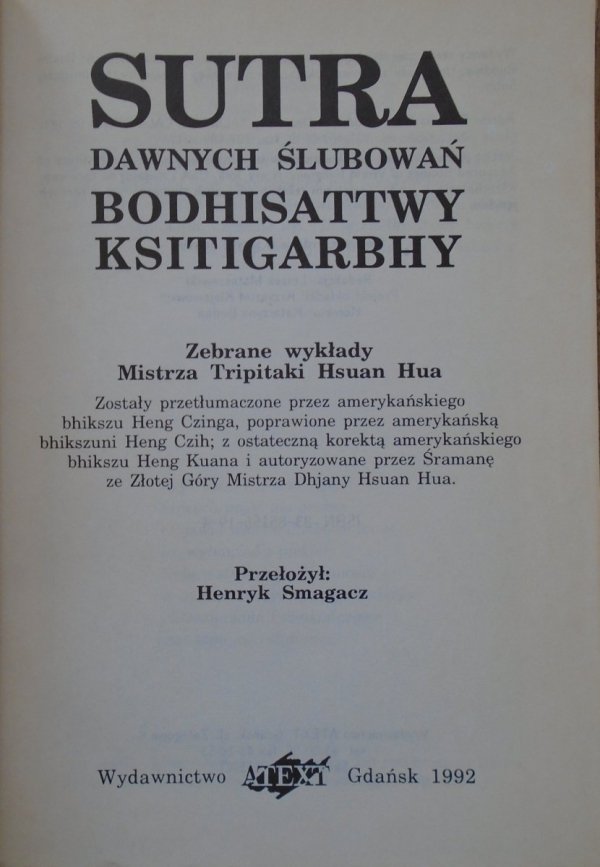 SUTRA
DAWNYCH ŚLUBOWAŃ
BODHISATTWY
KSITIGARBHY
Zebrane wykłady
Mistrza Tripitaki Hsuan Hua
Zostały przetłumaczone przez amerykańskiego
bhikszu Heng Czinga, poprawione przez amerykańską
bhikszuni Heng Czih; z ostateczną korektą amerykańskiego
bhikszu Heng Kuana i autoryzowane przez Śramanę
ze Złotej Góry Mistrza Dhjany Hsuan Hua.
Przełożył:
Henryk Smagacz
Wydawnictwo ATEXT Gdańsk 1992